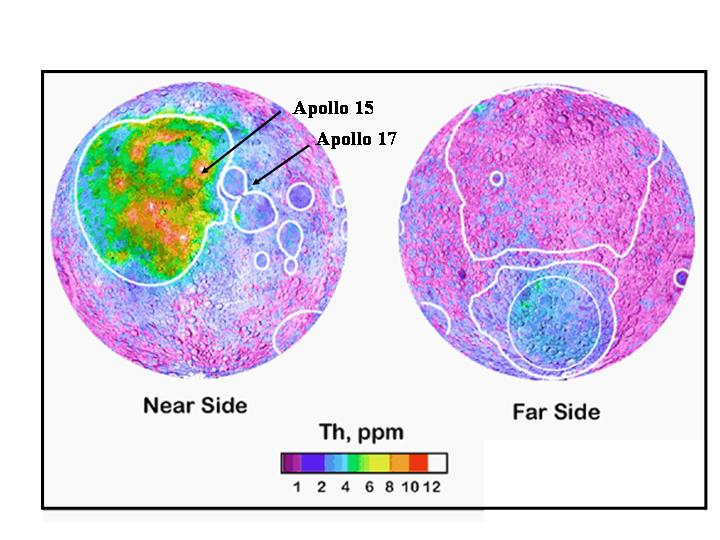 Apollo 15
Apollo 17
Near Side
Far Side
Th, ppm
1 2 4 6 8 10 12